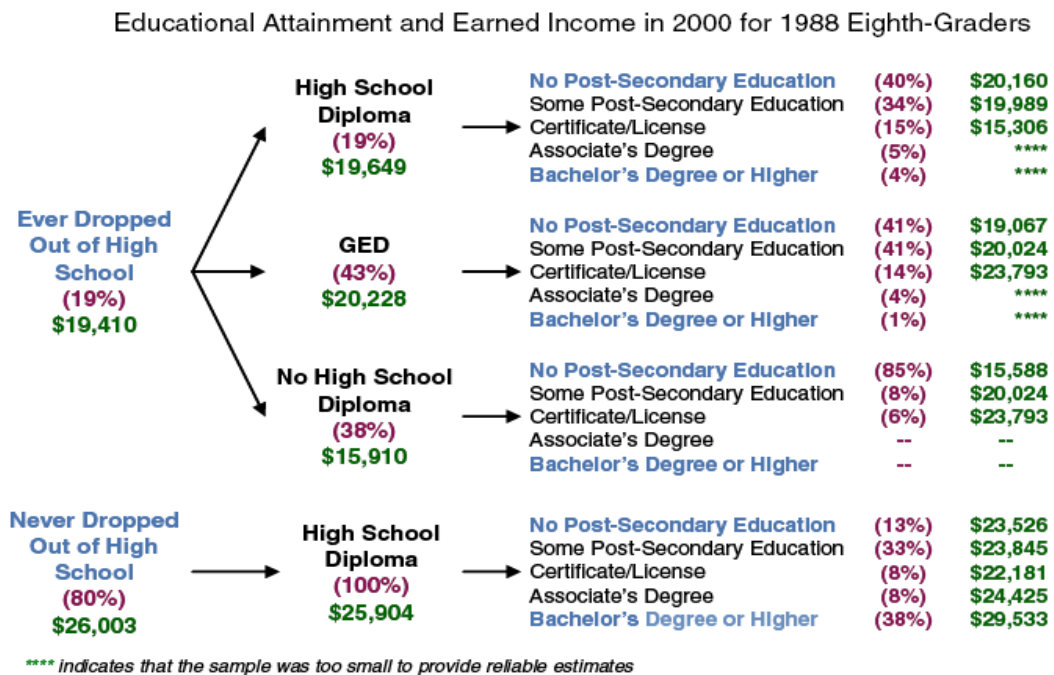 Educational Attainment and Earned Income in 2000 for 1988 Eighth-Graders
Ever Dropped
Out of High
School
(19%)
$19,410
High School
Diploma
(19%)
$19,649
No Post-Secondary Education (40%) $20,160
Some Post-Secondary Education (34%) $19,989
Certificate/License (15%) $15,306
Associate's Degree (5%) ****
Bachelor's Degree or Higher (4%) ****
GED
(43%)
$20,228
No Post-Secondary Education (41%) $19,067
Some Post-Secondary Education (41%) $20,024
Certificate/License (14%) $23,793
Associate's Degree (4%) ****
Bachelor's Degree or Higher (1%) ****
No High School
Diploma
(38%)
$15,910
No Post-Secondary Education (85%) $15,588
Some Post-Secondary Education (8%) $20,024
Certificate/License (6%) $23,793
Associate's Degree -- --
Bachelor's Degree or Higher -- --
Never Dropped
Out of High
School
(80%)
$26,003
High School
Diploma
(100%)
$25,904
No Post-Secondary Education (13%) $23,526
Some Post-Secondary Education (33%) $23,845
Certificate/License (8%) $22,181
Associate's Degree (8%) $24,425
Bachelor's Degree or Higher (38%) $29,533
**** indicates that the sample was too small to provide reliable estimates